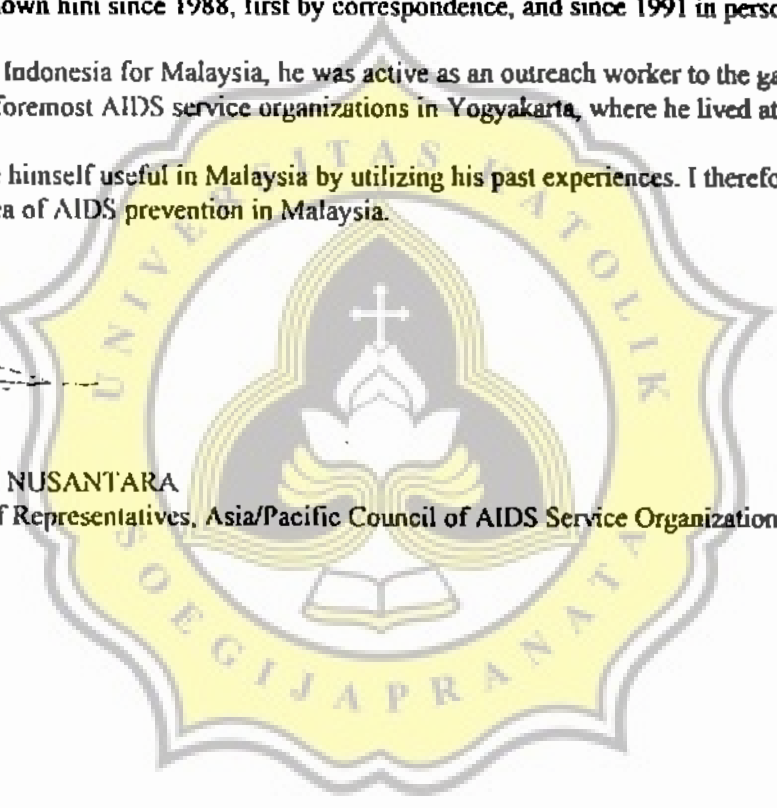 own him since 1988, first by correspondence, and since 1991 in perso
Indonesia for Malaysia, he was active as an outreach worker to the ga
foremost AIDS service organizations in Yogyakarta, where he lived at
himself useful in Malaysia by utilizing his past experiences. I therefo
a of AIDS prevention in Malaysia.
NUSANTARA
f Representatives, Asia/Pacific Council of AIDS Service Organization
UNIVERSITAS KATOLIK
SOEGIJAPRANATA